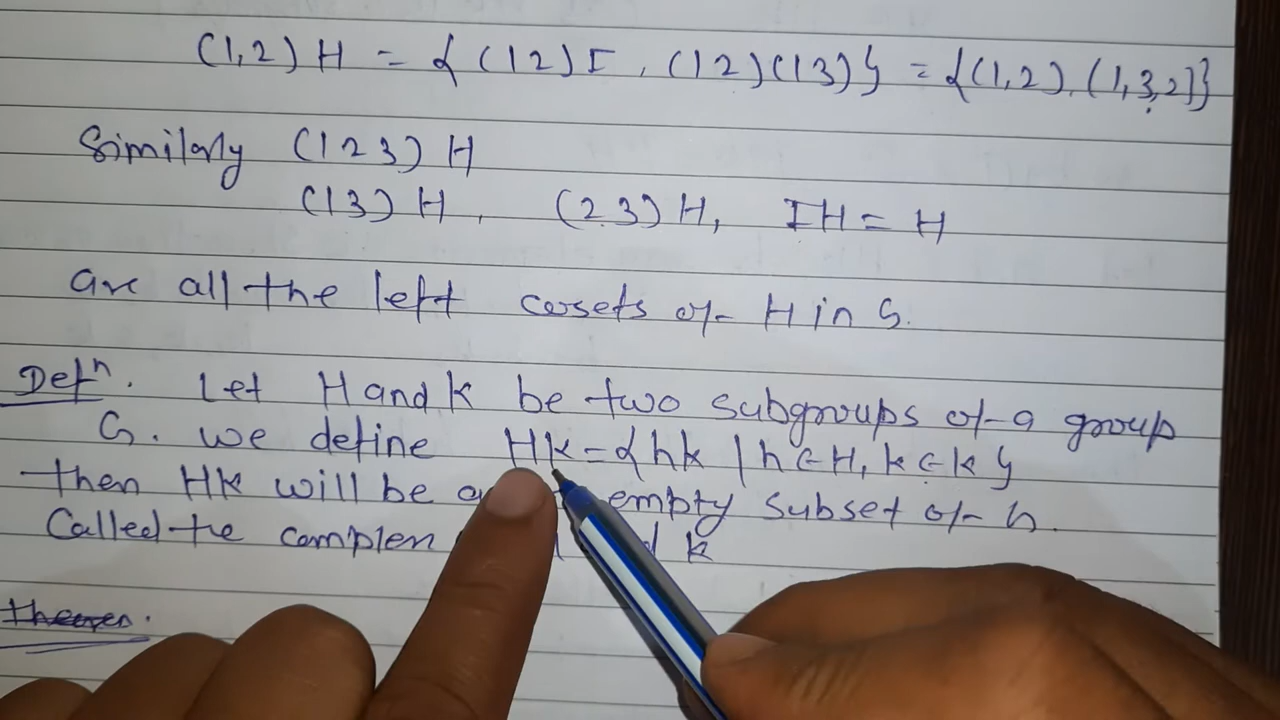 (1,2) H = { (12) I, (12)(13)} = {(1,2), (1,3,2)}
Similarly (123) H
(13) H, (23) H, IH = H
are all the left cosets of H in G.
Defⁿ. Let H and K be two subgroups of a group
G. we define HK = {hk | h ∈ H, k ∈ K}
then HK will be empty subset of G.
Called the K
Theorem.